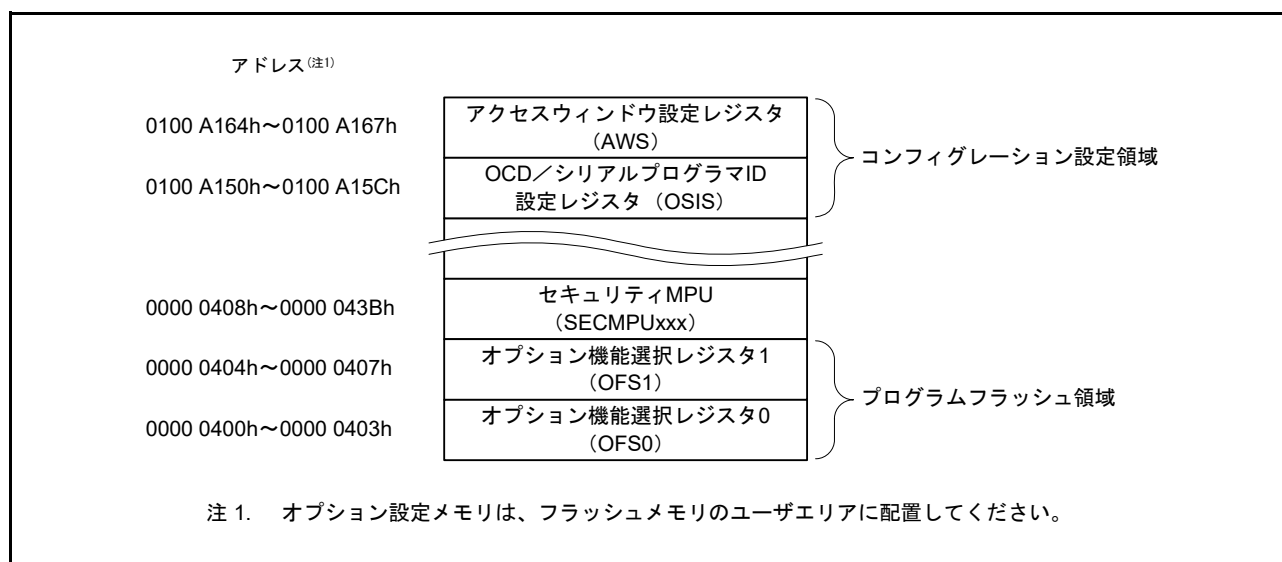 アドレス(注1)
0100 A164h～0100 A167h
アクセスウィンドウ設定レジスタ
（AWS）
コンフィグレーション設定領域
0100 A150h～0100 A15Ch
OCD／シリアルプログラマID
設定レジスタ（OSIS）
0000 0408h～0000 043Bh
セキュリティMPU
（SECMPUxxx）
0000 0404h～0000 0407h
オプション機能選択レジスタ1
（OFS1）
プログラムフラッシュ領域
0000 0400h～0000 0403h
オプション機能選択レジスタ0
（OFS0）
注 1. オプション設定メモリは、フラッシュメモリのユーザエリアに配置してください。